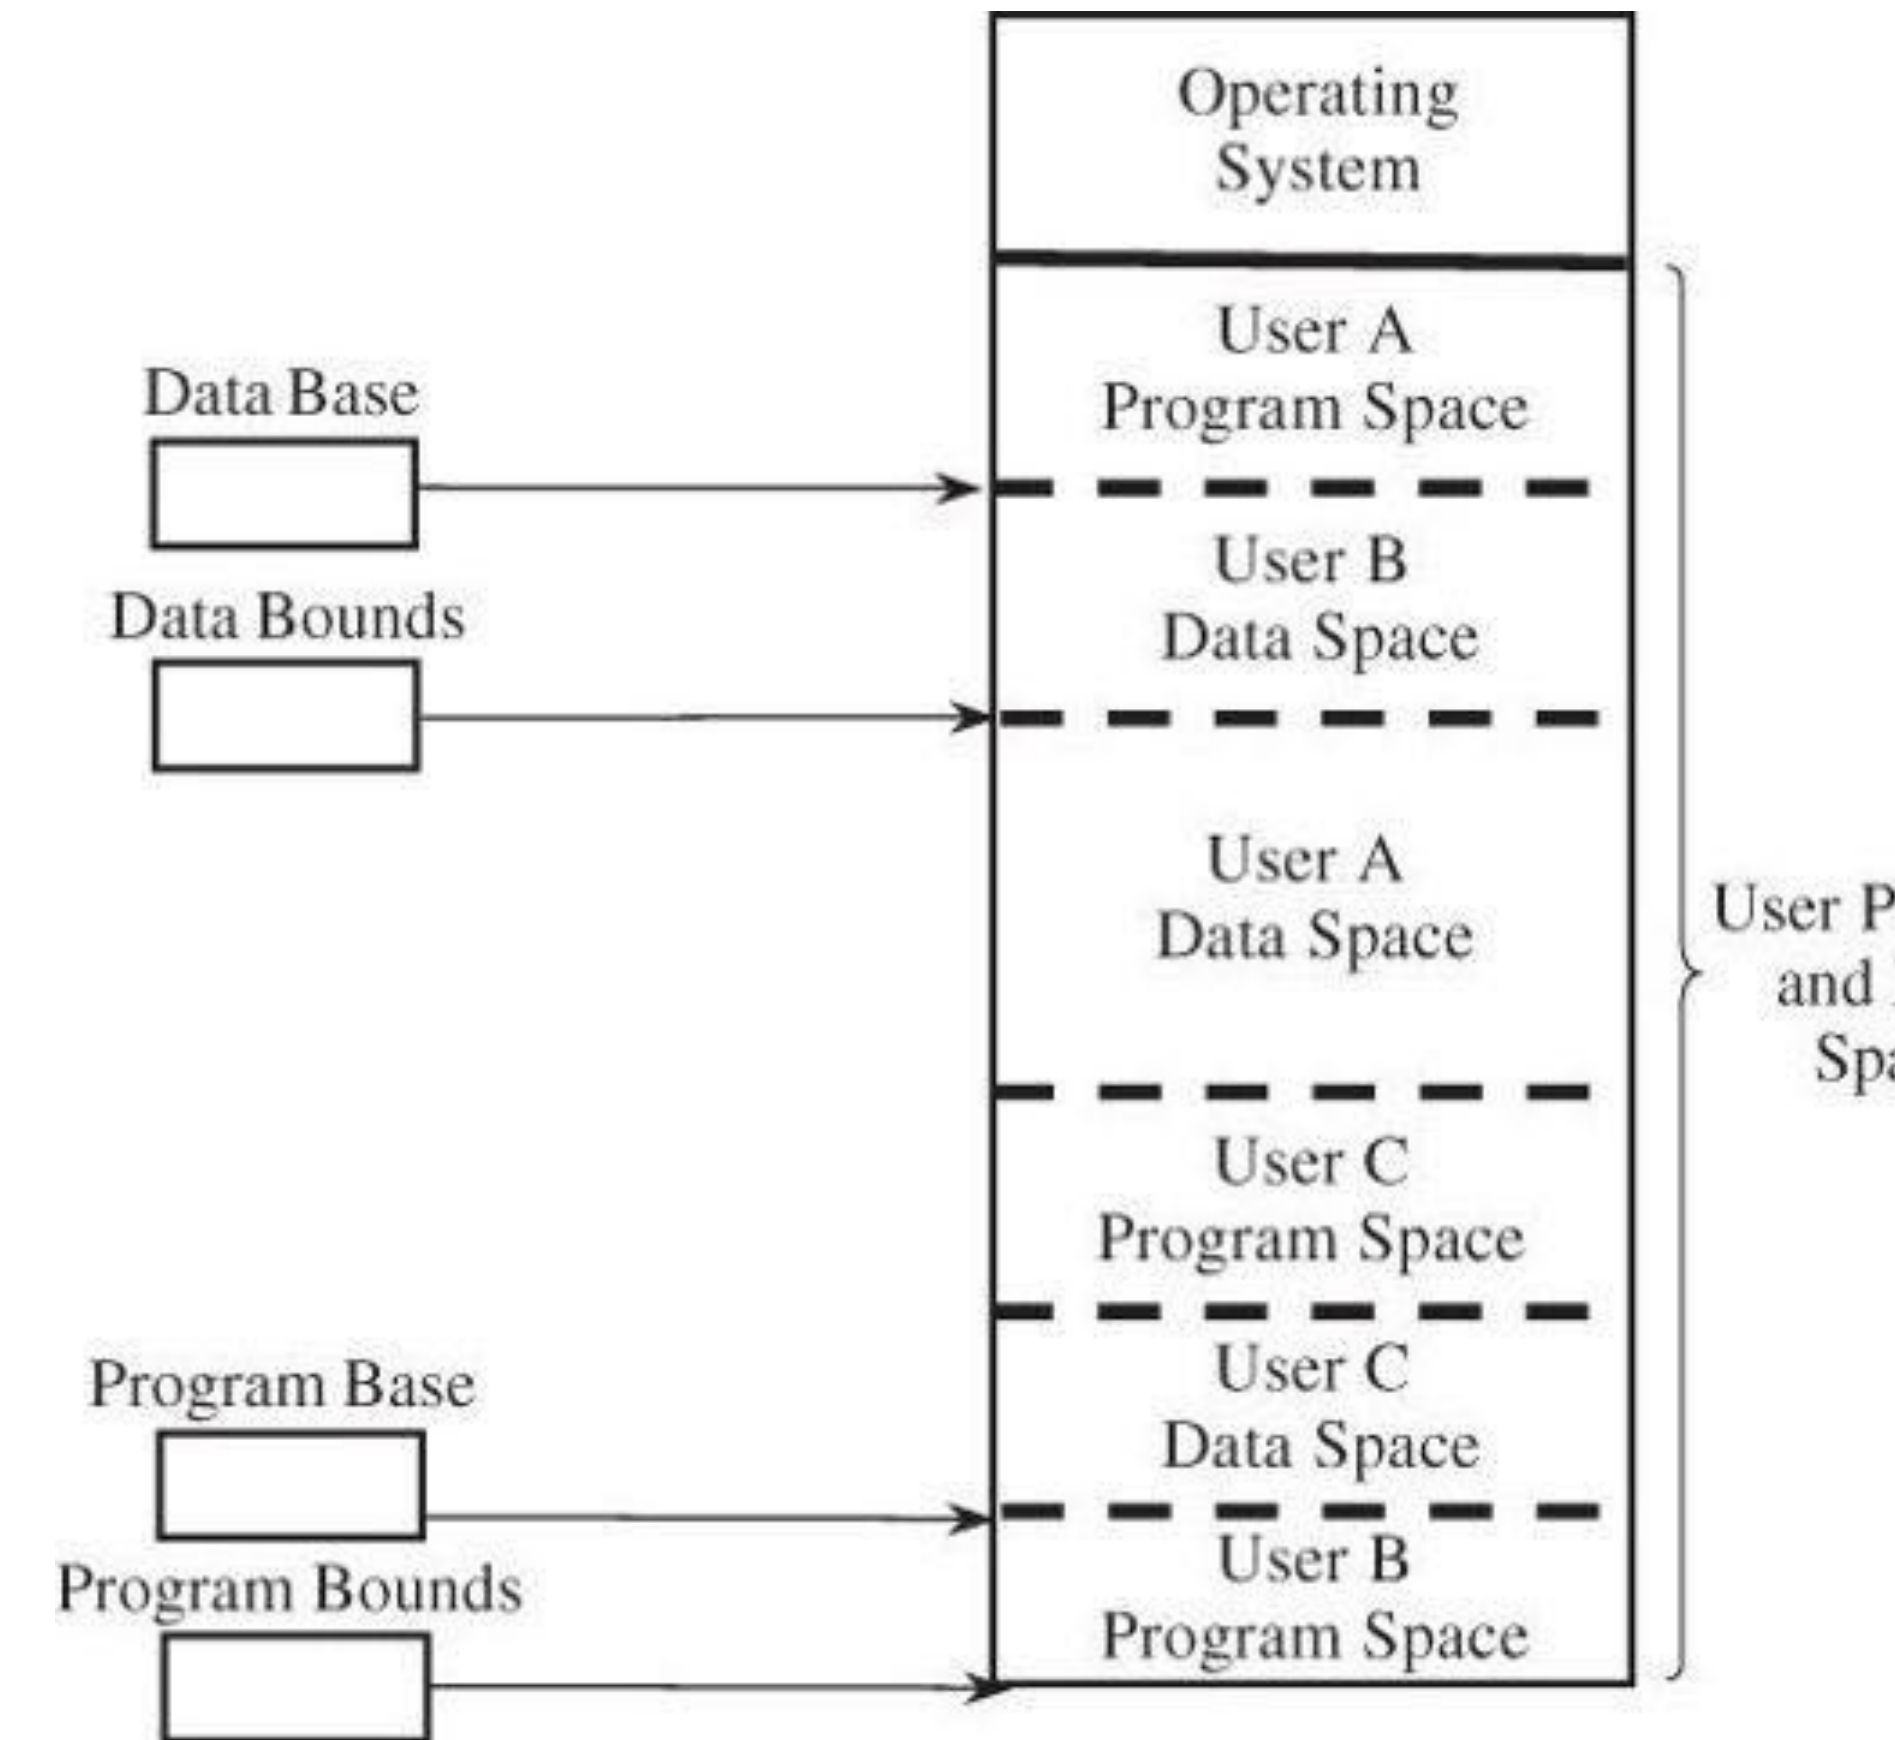 Operating
System
User A
Program Space
Data Base
User B
Data Space
Data Bounds
User A
Data Space
User
and
User C
Program Space
User C
Data Space
Program Base
User B
Program Space
Program Bounds